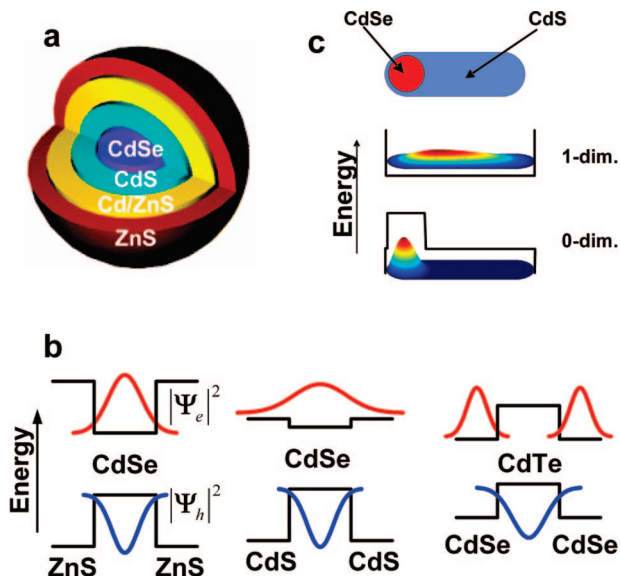 a
CdSe
CdS
Cd/ZnS
ZnS
c
CdSe
CdS
Energy
1-dim.
0-dim.
b
Energy
|Ψe|²
CdSe
CdSe
CdTe
|Ψh|²
ZnS
ZnS
CdS
CdS
CdSe
CdSe